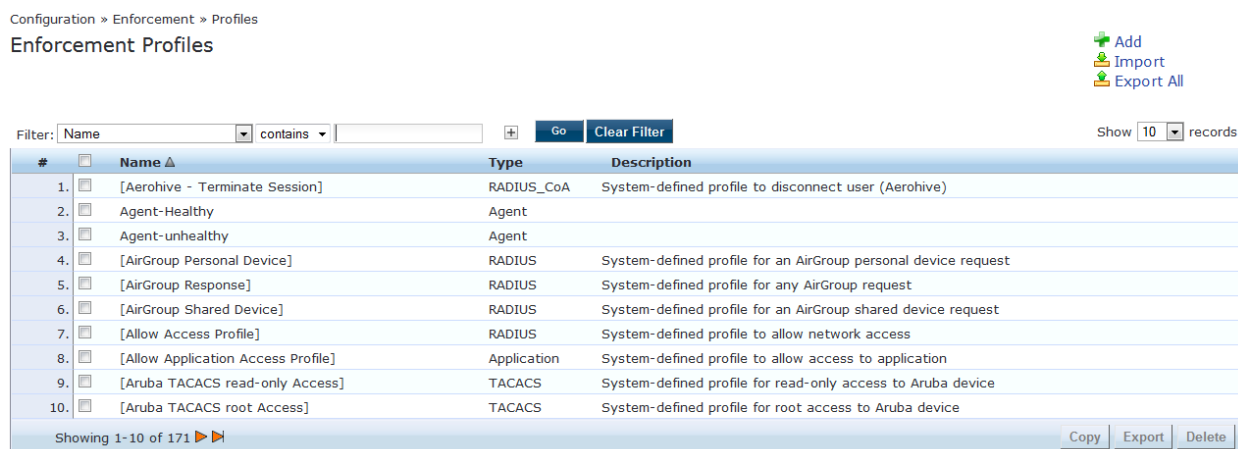 Configuration » Enforcement » Profiles
Enforcement Profiles
Add
Import
Export All
Filter: Name contains Go Clear Filter Show 10 records
# Name Type Description
1. [Aerohive - Terminate Session] RADIUS_CoA System-defined profile to disconnect user (Aerohive)
2. Agent-Healthy Agent
3. Agent-unhealthy Agent
4. [AirGroup Personal Device] RADIUS System-defined profile for an AirGroup personal device request
5. [AirGroup Response] RADIUS System-defined profile for any AirGroup request
6. [AirGroup Shared Device] RADIUS System-defined profile for an AirGroup shared device request
7. [Allow Access Profile] RADIUS System-defined profile to allow network access
8. [Allow Application Access Profile] Application System-defined profile to allow access to application
9. [Aruba TACACS read-only Access] TACACS System-defined profile for read-only access to Aruba device
10. [Aruba TACACS root Access] TACACS System-defined profile for root access to Aruba device
Showing 1-10 of 171 Copy Export Delete